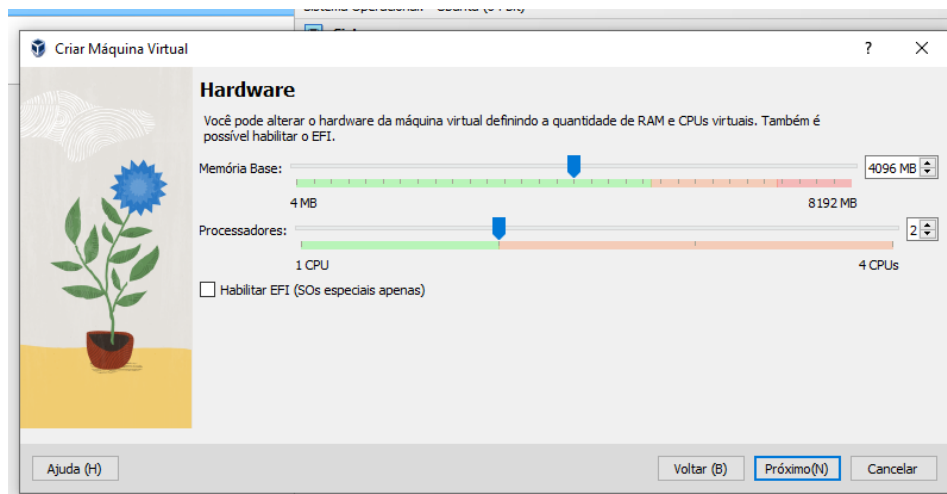 Criar Máquina Virtual
?
Hardware
Você pode alterar o hardware da máquina virtual definindo a quantidade de RAM e CPUs virtuais. Também é
possível habilitar o EFI.
Memória Base:
4096 MB
4 MB
8192 MB
Processadores:
2
1 CPU
4 CPUs
Habilitar EFI (SOs especiais apenas)
Ajuda (H)
Voltar (B)
Próximo(N)
Cancelar